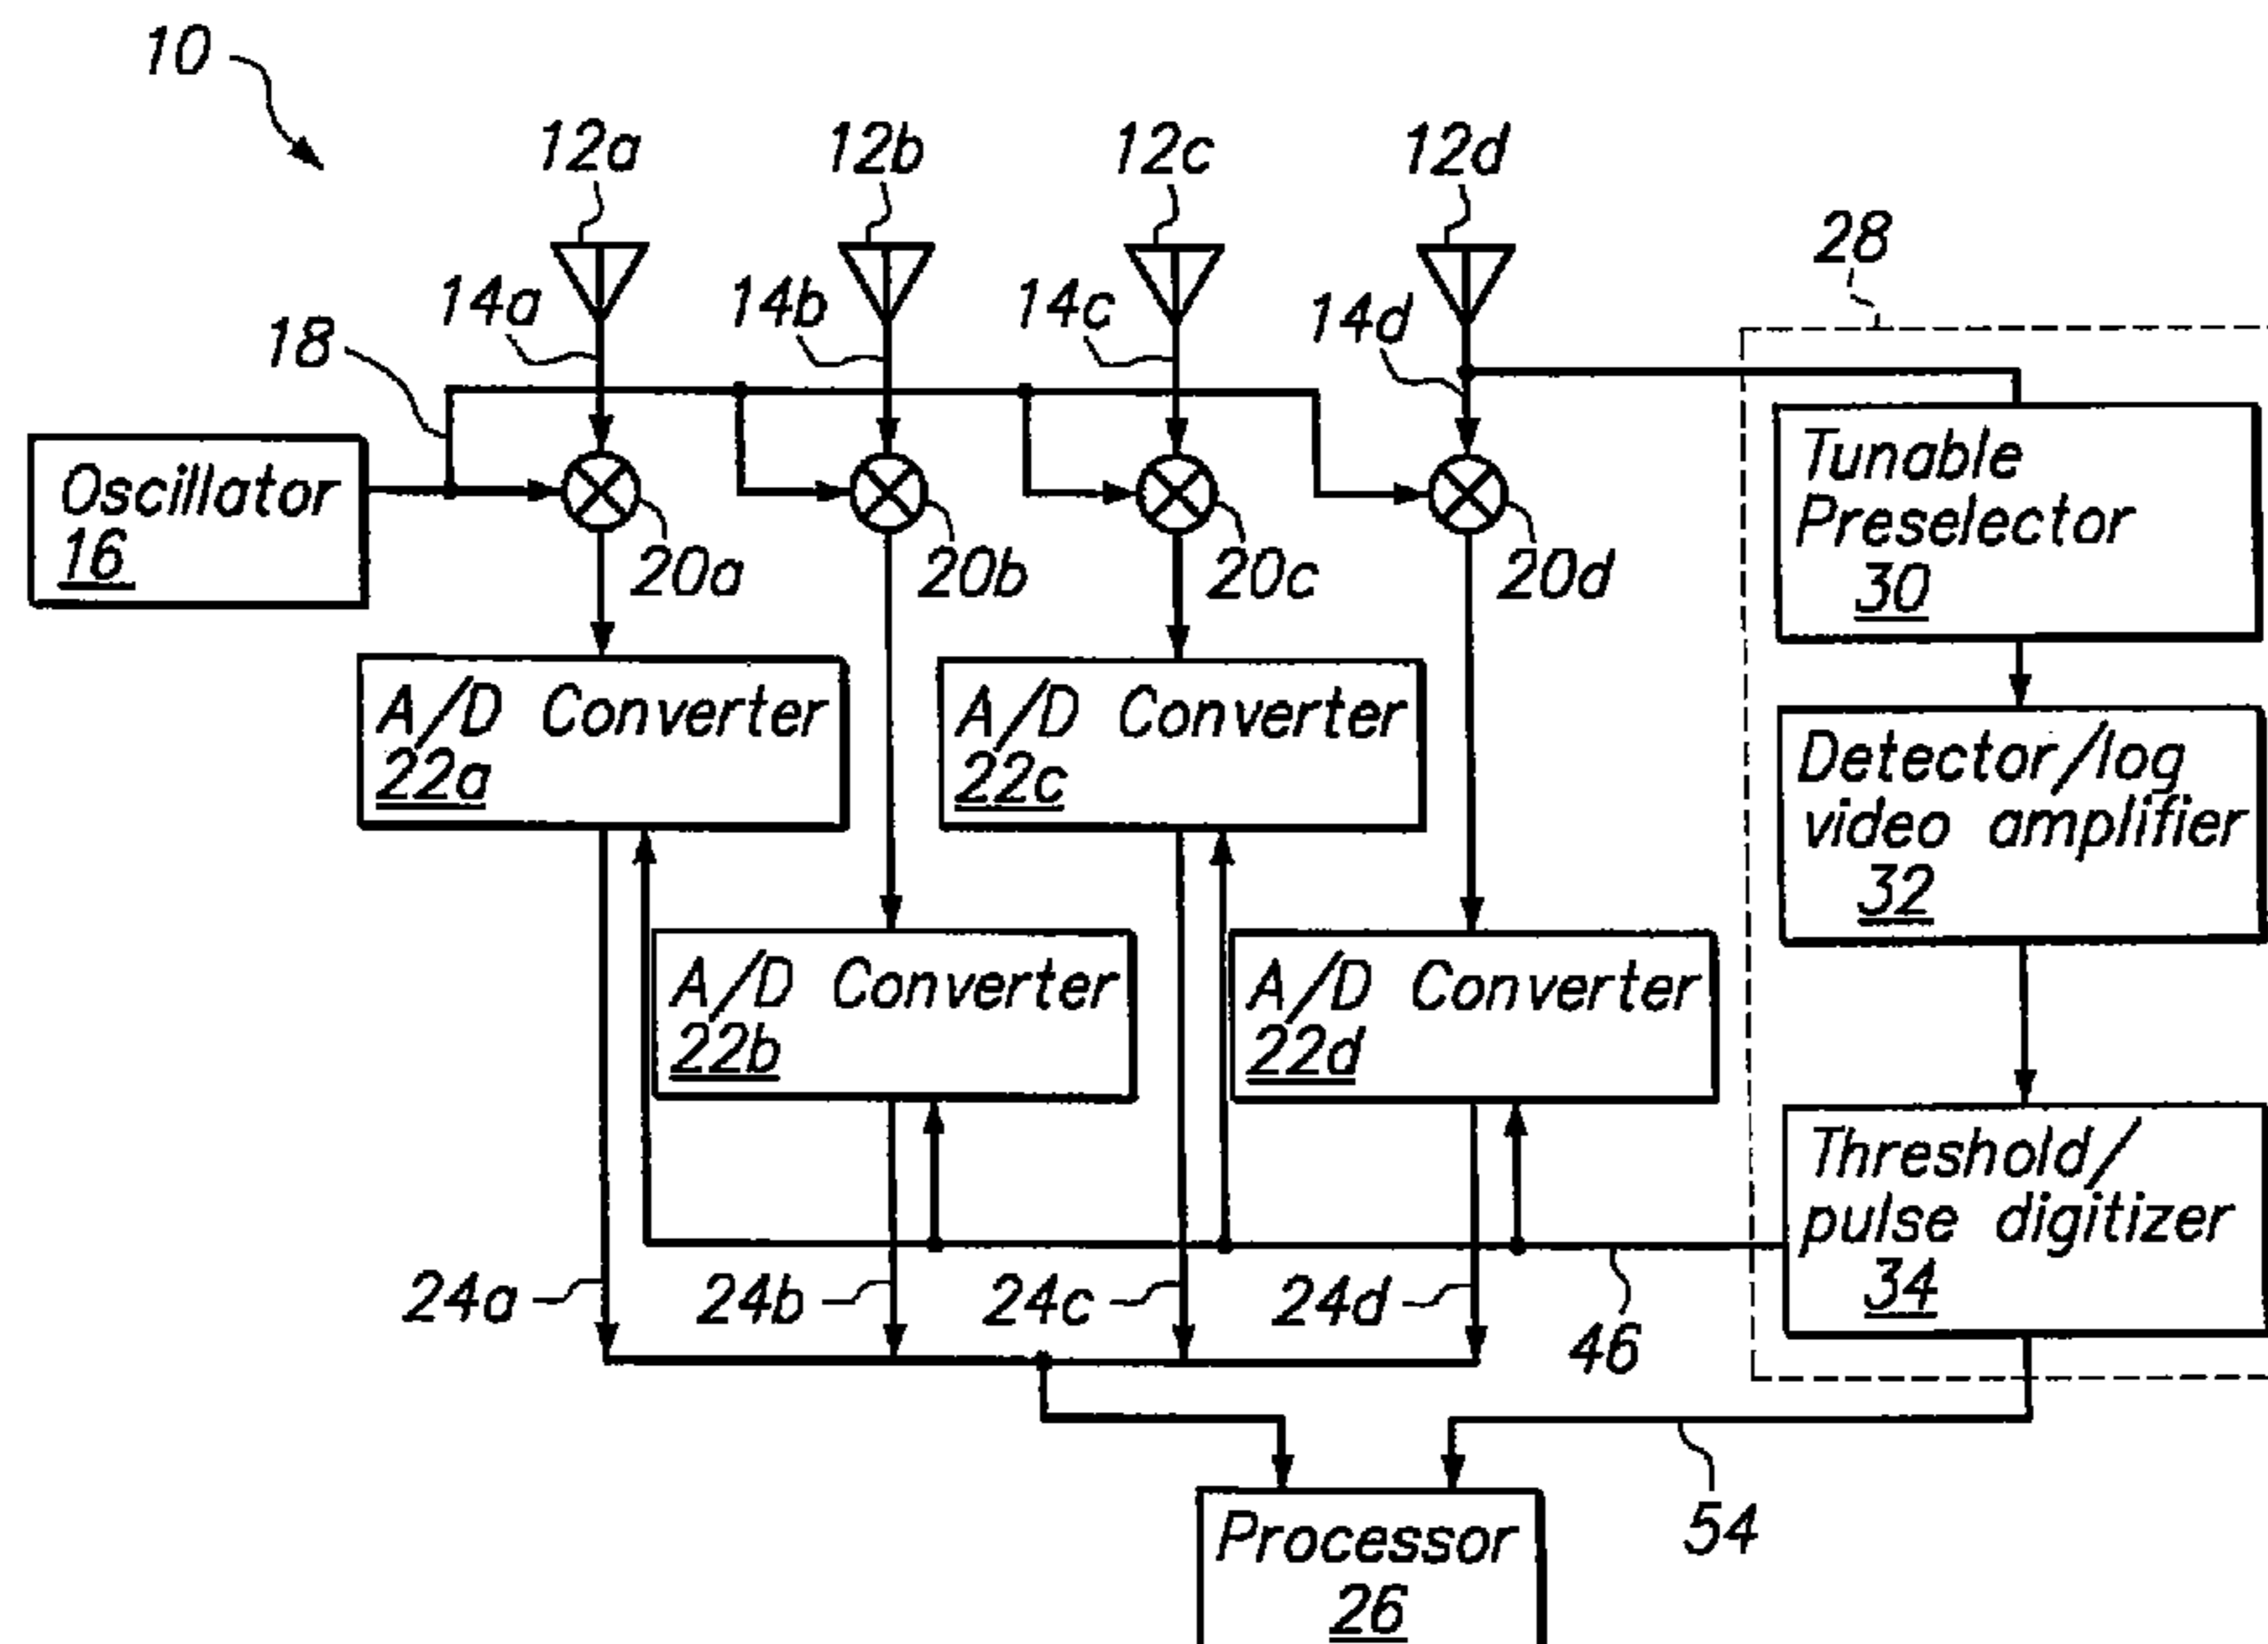 10
12a
12b
12c
12d
28
14a
14b
14c
14d
18
Oscillator
16
Tunable
Preselector
30
20a
20b
20c
20d
A/D Converter
22a
A/D Converter
22c
Detector/log
video amplifier
32
A/D Converter
22b
A/D Converter
22d
Threshold/
pulse digitizer
34
24a
24b
24c
24d
46
54
Processor
26